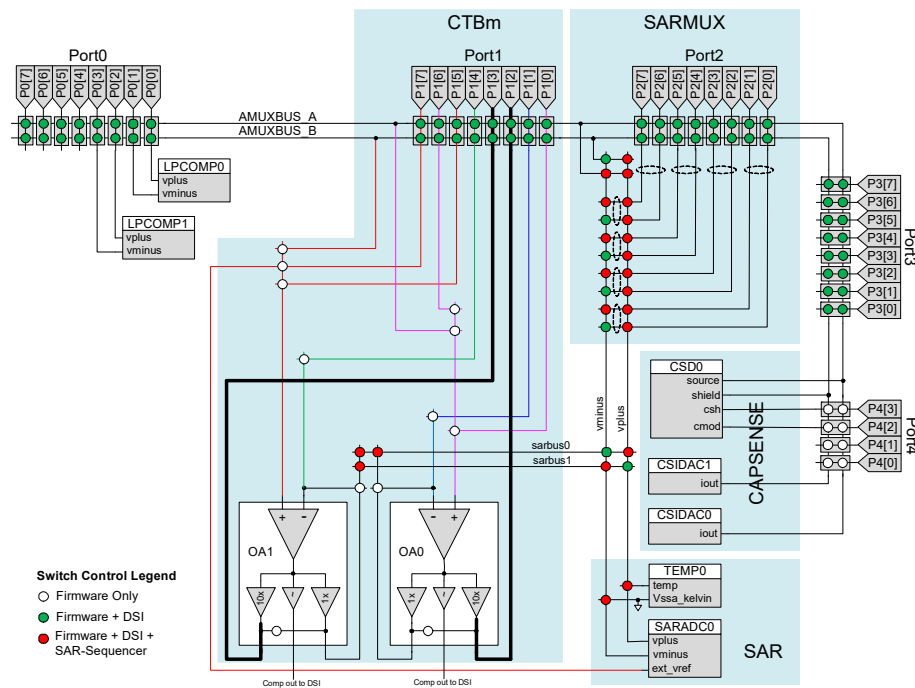 CTBm
SARMUX
Port0
Port1
Port2
P0[7]
P0[6]
P0[5]
P0[4]
P0[3]
P0[2]
P0[1]
P0[0]
P1[7]
P1[6]
P1[5]
P1[4]
P1[3]
P1[2]
P1[1]
P1[0]
P2[7]
P2[6]
P2[5]
P2[4]
P2[3]
P2[2]
P2[1]
P2[0]
AMUXBUS_A
AMUXBUS_B
LPCOMP0
vplus
vminus
LPCOMP1
vplus
vminus
P3[7]
P3[6]
P3[5]
P3[4]
P3[3]
P3[2]
P3[1]
P3[0]
Port3
vminus
vplus
CSD0
source
shield
csh
cmod
CAPSENSE
P4[3]
P4[2]
P4[1]
P4[0]
Port4
sarbus0
sarbus1
CSIDAC1
iout
CSIDAC0
iout
+
-
OA1
10x
~
1x
-
+
OA0
1x
~
10x
Switch Control Legend
Firmware Only
Firmware + DSI
Firmware + DSI +
SAR-Sequencer
TEMP0
temp
Vssa_kelvin
SARADC0
vplus
vminus
ext_vref
SAR
Comp out to DSI
Comp out to DSI